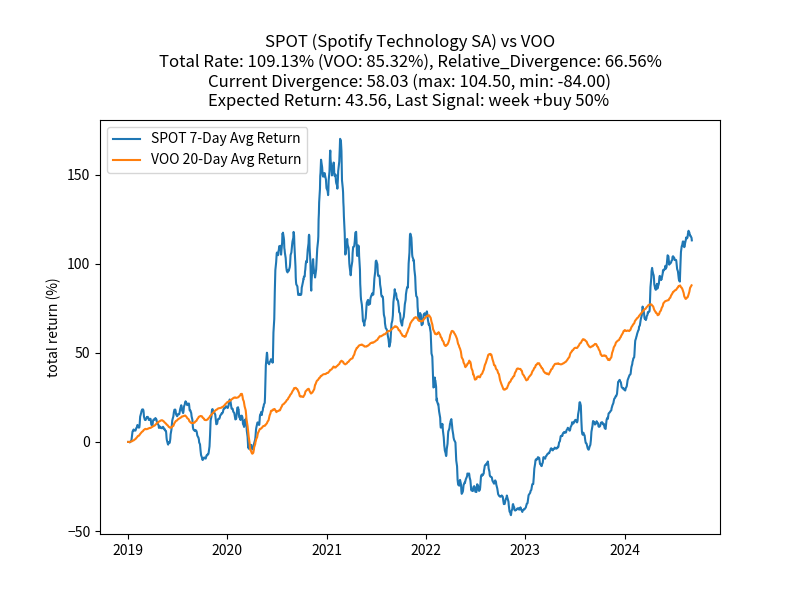 SPOT (Spotify Technology SA) vs VOO
Total Rate: 109.13% (VOO: 85.32%), Relative_Divergence: 66.56%
Current Divergence: 58.03 (max: 104.50, min: -84.00)
Expected Return: 43.56, Last Signal: week +buy 50%
SPOT 7-Day Avg Return
VOO 20-Day Avg Return
total return (%)
150
100
50
0
−50
2019 2020 2021 2022 2023 2024